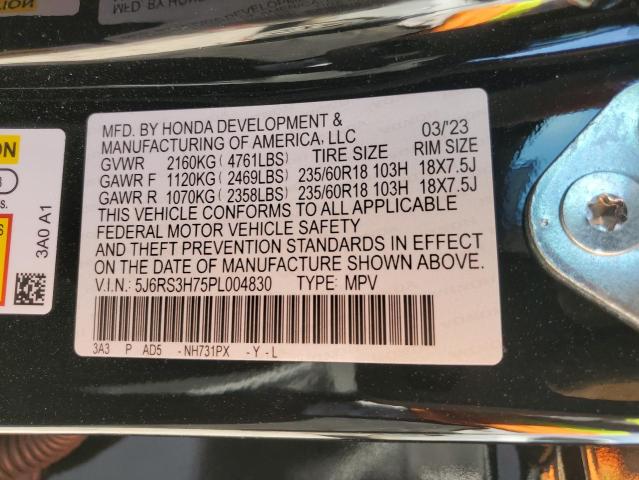 MFD. BY HONDA DEVELOPMENT &
MANUFACTURING OF AMERICA, LLC 03/'23
GVWR 2160KG (4761LBS) TIRE SIZE RIM SIZE
GAWR F 1120KG (2469LBS) 235/60R18 103H 18X7.5J
GAWR R 1070KG (2358LBS) 235/60R18 103H 18X7.5J
THIS VEHICLE CONFORMS TO ALL APPLICABLE
FEDERAL MOTOR VEHICLE SAFETY
AND THEFT PREVENTION STANDARDS IN EFFECT
ON THE DATE OF MANUFACTURE SHOWN ABOVE.
V.I.N.: 5J6RS3H75PL004830 TYPE: MPV
3A3 P AD5 -NH731PX -Y-L
3A0 A1